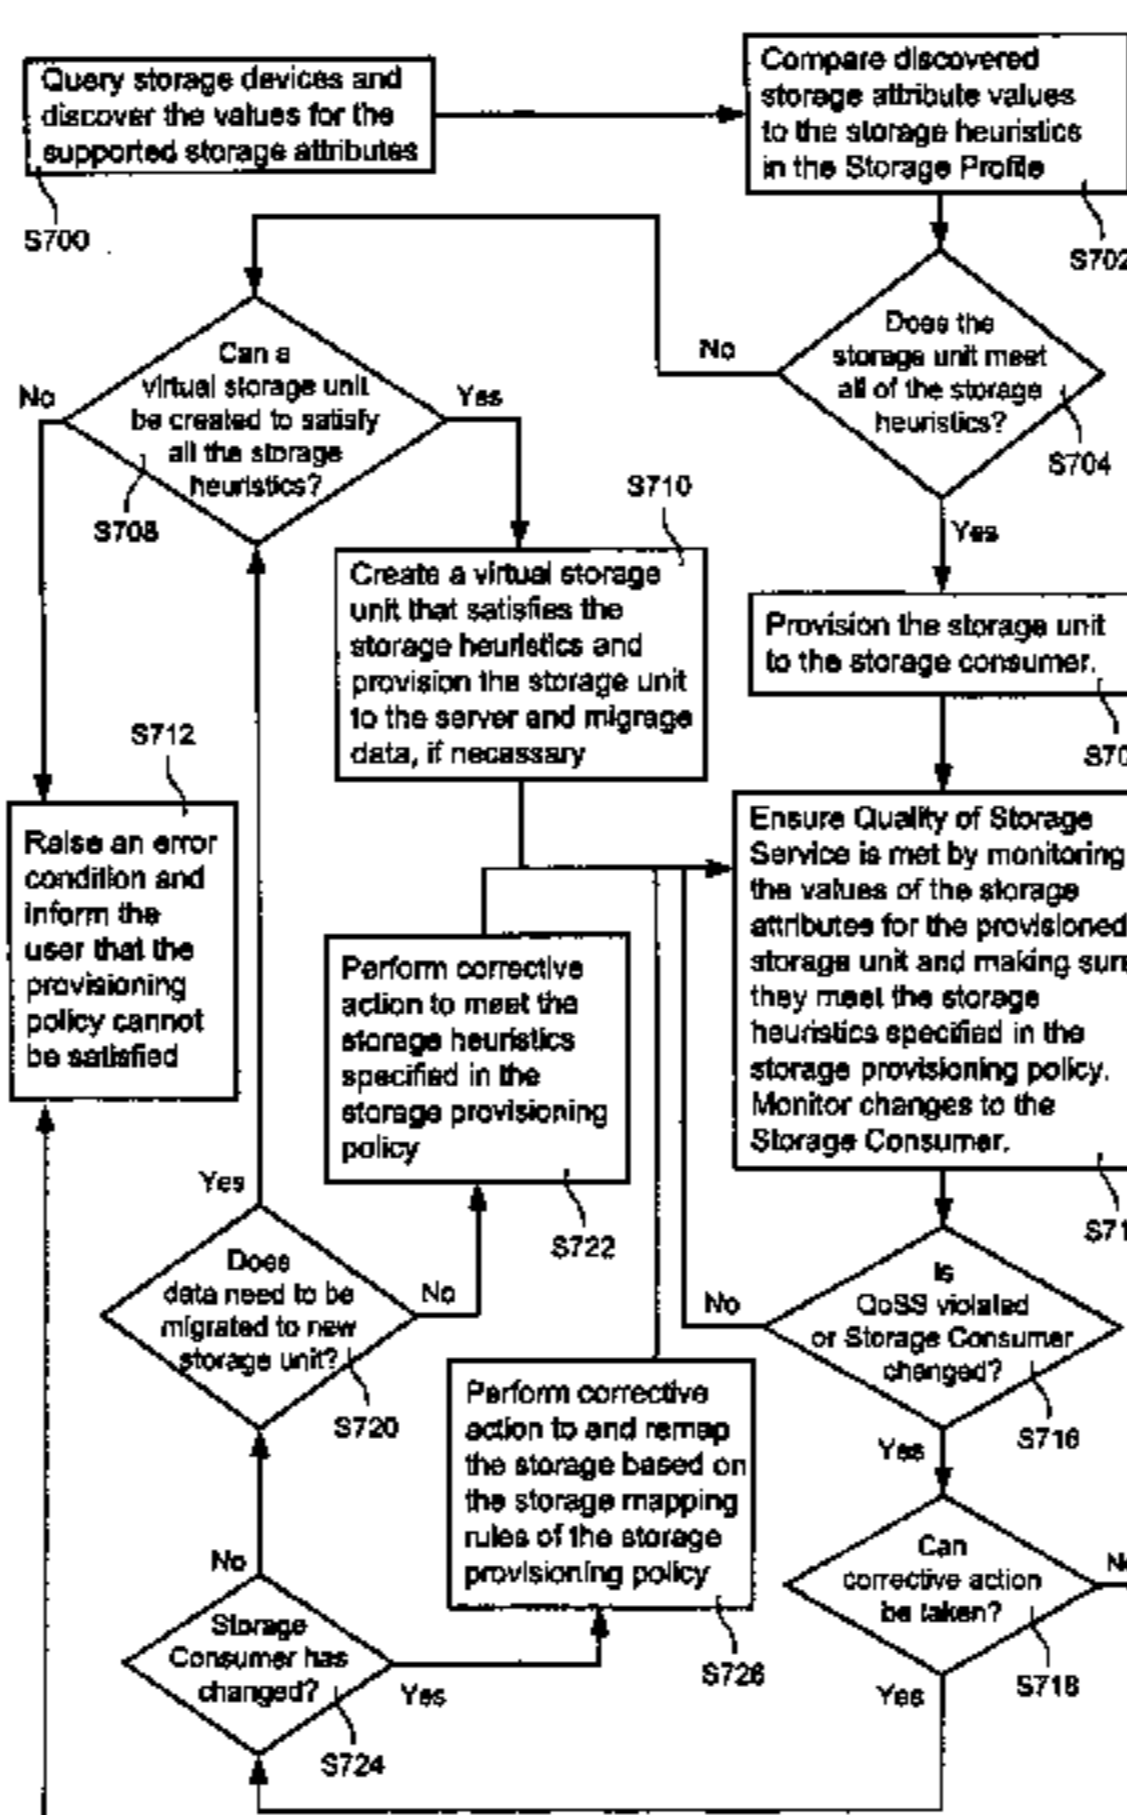 Query storage devices and
discover the values for the
supported storage attributes
S700
Compare discovered
storage attribute values
to the storage heuristics
in the Storage Profile
S702
Does the
storage unit meet
all of the storage
heuristics?
S704
No
Yes
Can a
virtual storage unit
be created to satisfy
all the storage
heuristics?
S708
No
Yes
S710
Create a virtual storage
unit that satisfies the
storage heuristics and
provision the storage unit
to the server and migrage
data, if necessary
Provision the storage unit
to the storage consumer.
S70
S712
Raise an error
condition and
inform the
user that the
provisioning
policy cannot
be satisfied
Ensure Quality of Storage
Service is met by monitoring
the values of the storage
attributes for the provisioned
storage unit and making sure
they meet the storage
heuristics specified in the
storage provisioning policy.
Monitor changes to the
Storage Consumer.
S71
Perform corrective
action to meet the
storage heuristics
specified in the
storage provisioning
policy
S722
Yes
Does
data need to be
migrated to new
storage unit?
S720
No
No
Is
QoSS violated
or Storage Consumer
changed?
S716
Yes
Perform corrective
action to and remap
the storage based on
the storage mapping
rules of the storage
provisioning policy
S726
Can
corrective action
be taken?
S718
No
Yes
No
Storage
Consumer has
changed?
S724
Yes